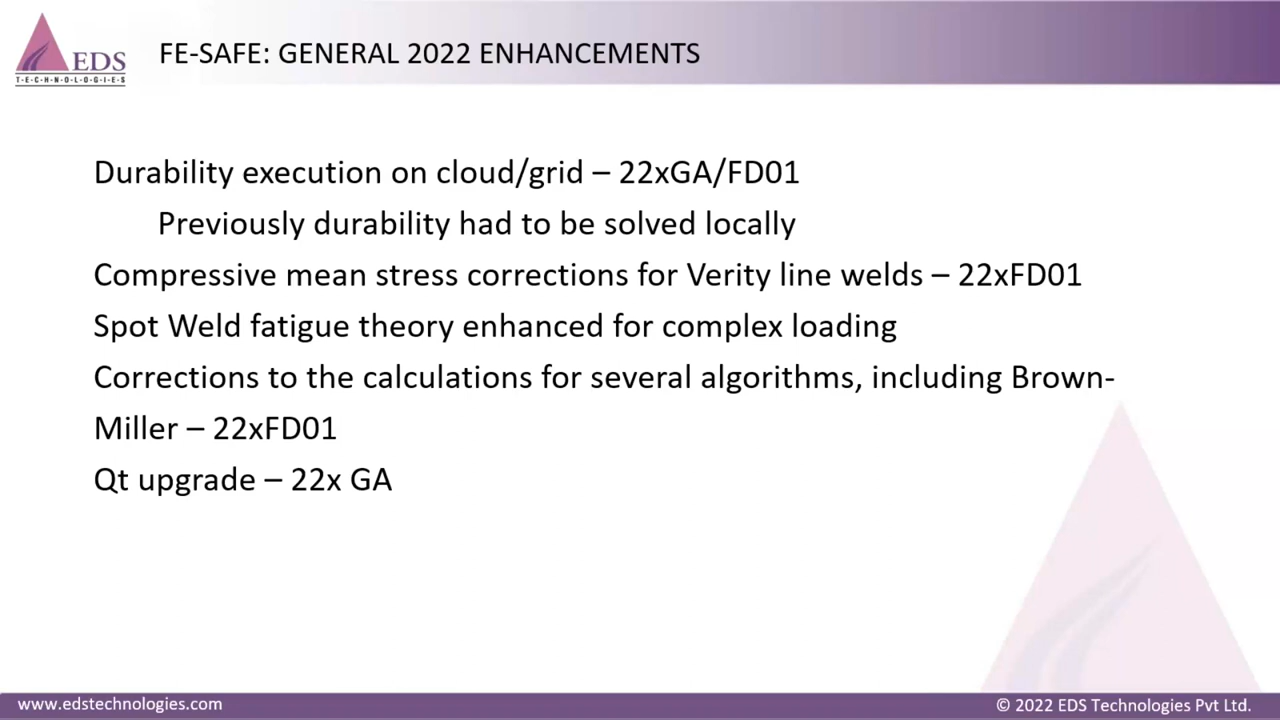 EDS
T·E·C·H·N·O·L·O·G·I·E·S
FE-SAFE: GENERAL 2022 ENHANCEMENTS
Durability execution on cloud/grid – 22xGA/FD01
Previously durability had to be solved locally
Compressive mean stress corrections for Verity line welds – 22xFD01
Spot Weld fatigue theory enhanced for complex loading
Corrections to the calculations for several algorithms, including Brown-
Miller – 22xFD01
Qt upgrade – 22x GA
www.edstechnologies.com
© 2022 EDS Technologies Pvt Ltd.